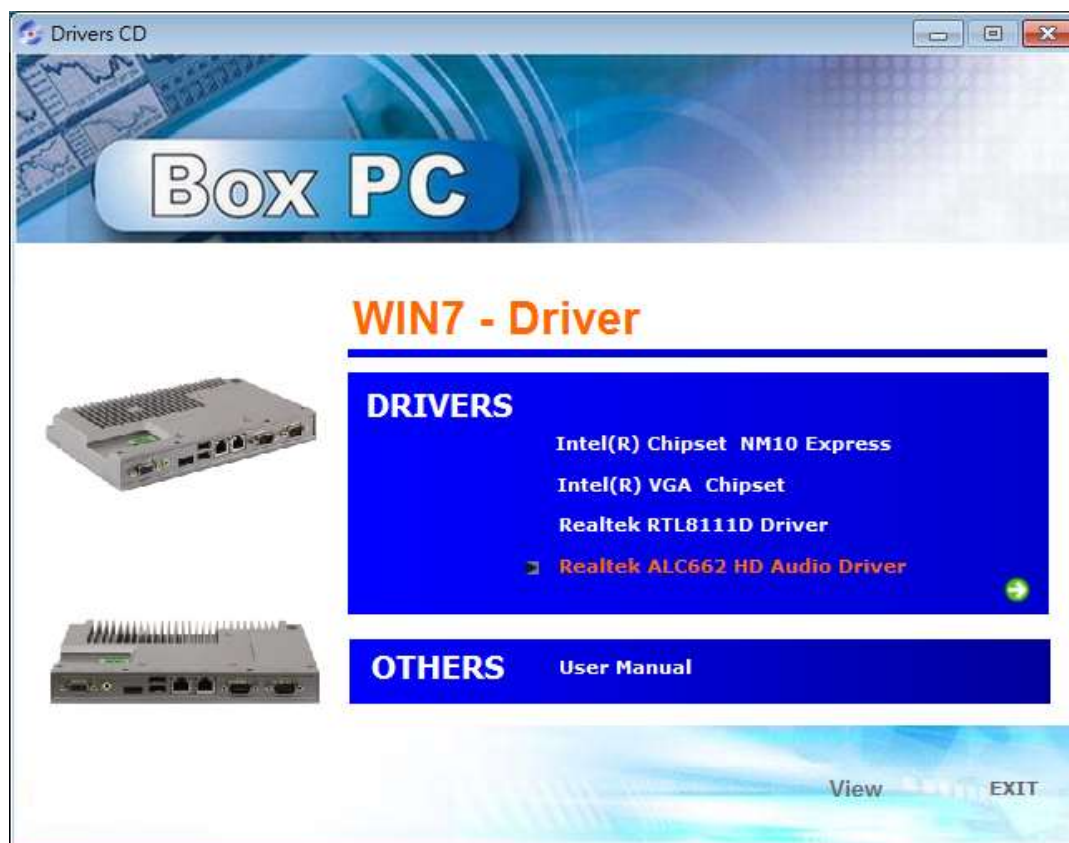 Drivers CD
Box PC
WIN7 - Driver
DRIVERS
Intel(R) Chipset NM10 Express
Intel(R) VGA Chipset
Realtek RTL8111D Driver
Realtek ALC662 HD Audio Driver
OTHERS
User Manual
View
EXIT